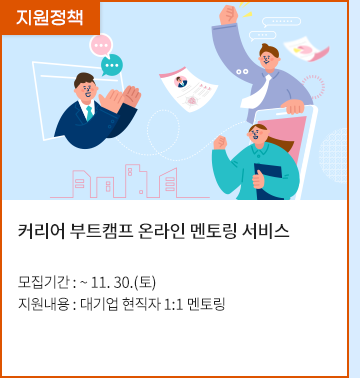 지원정책
커리어 부트캠프 온라인 멘토링 서비스
모집기간 : ~ 11. 30.(토)
지원내용 : 대기업 현직자 1:1 멘토링